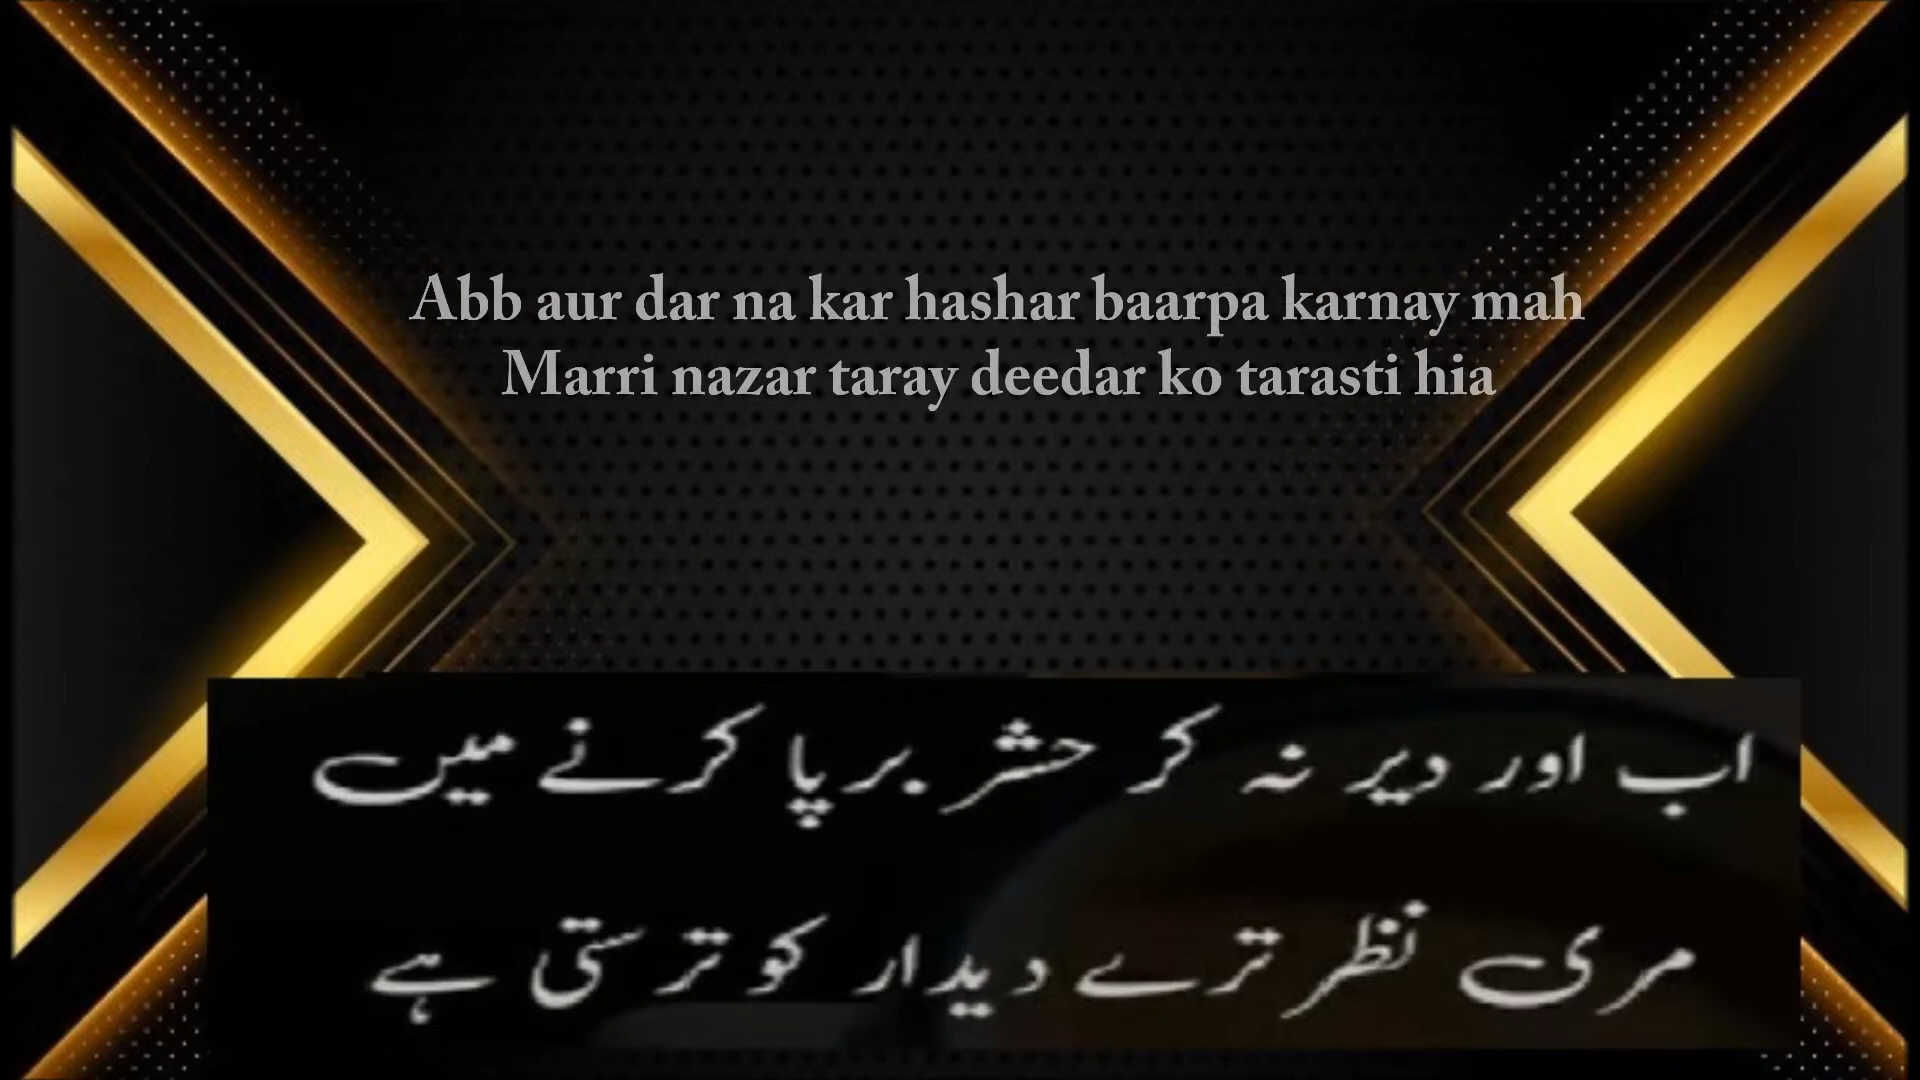 Abb aur dar na kar hashar baarpa karnay mah
Marri nazar taray deedar ko tarasti hia
اب اور دیر نہ کر حشر برپا کرنے میں
مری نظر ترے دیدار کو ترستی ہے